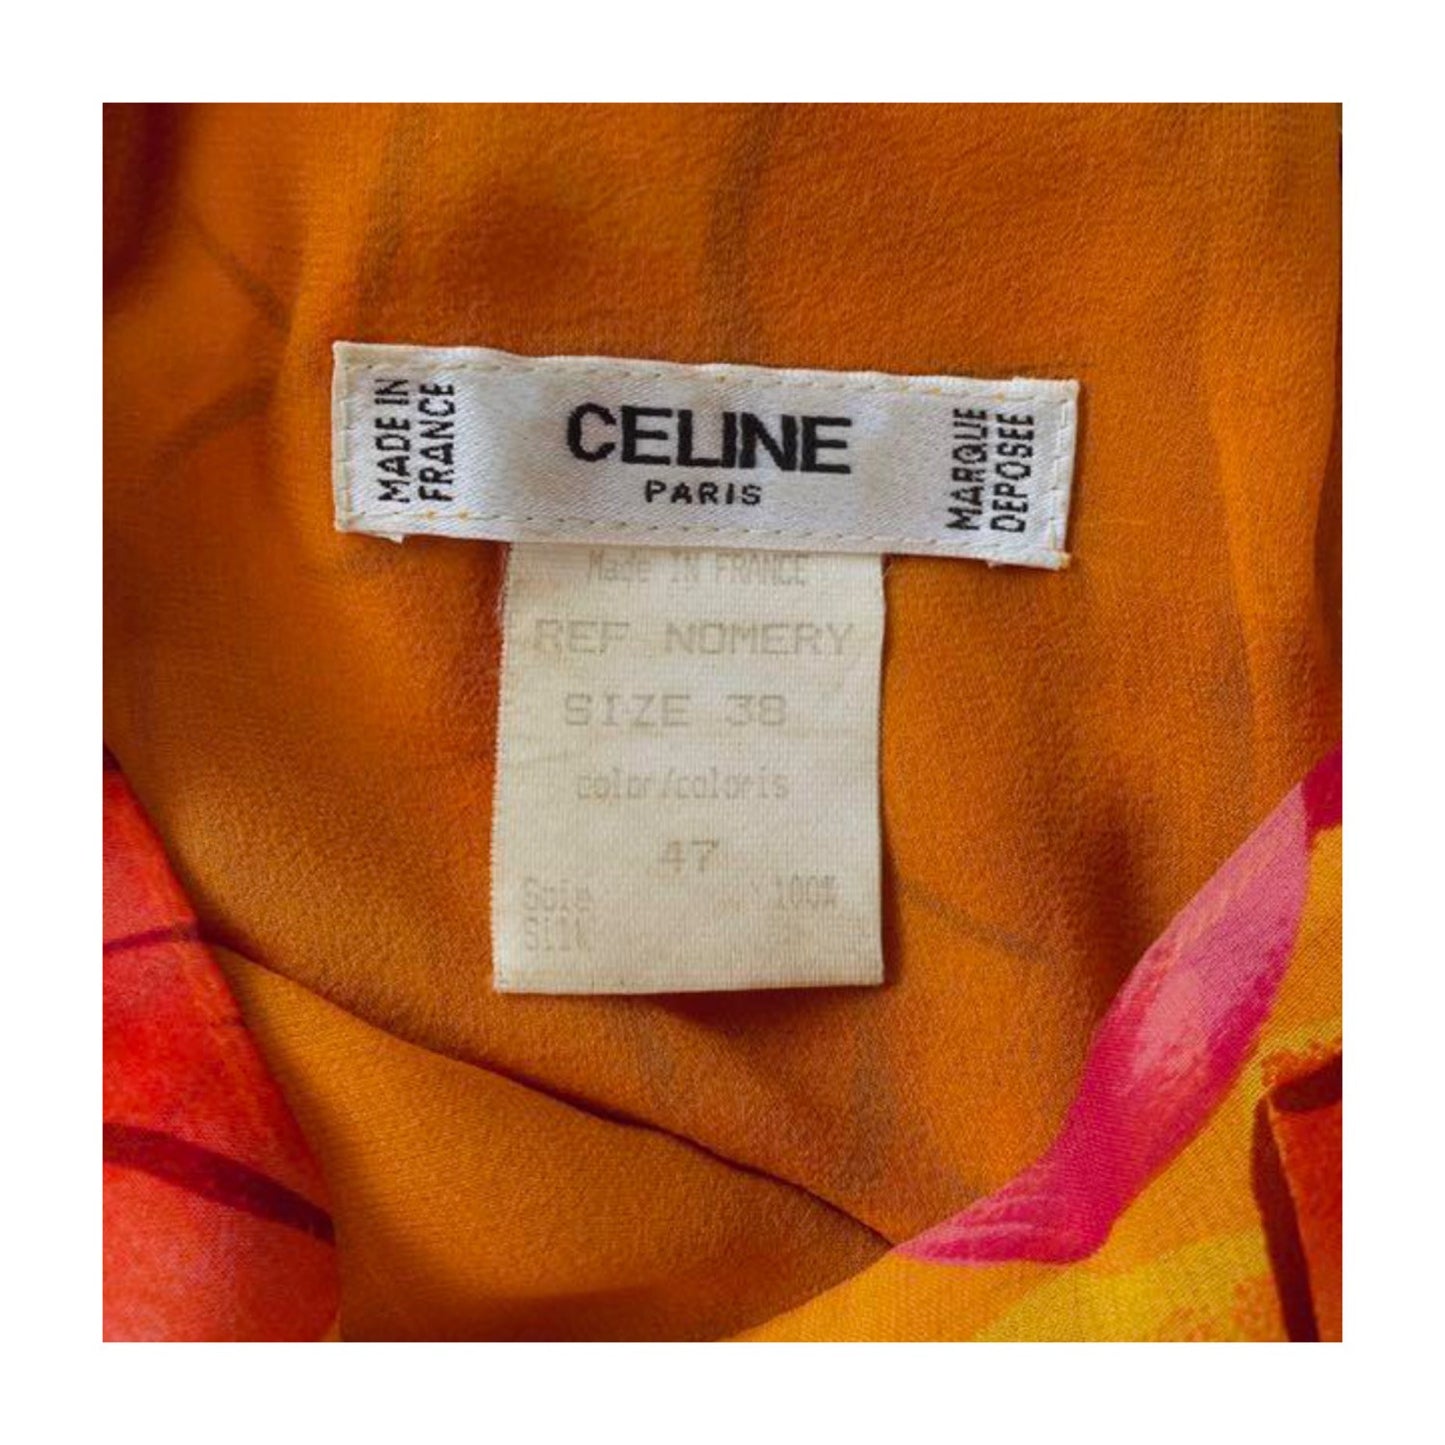 MADE IN
FRANCE
CELINE
PARIS
MARQUE
DEPOSEE
Made IN FRANCE
REF NOMERY
SIZE 38
color/coloris
47
Soie 100%
Silk